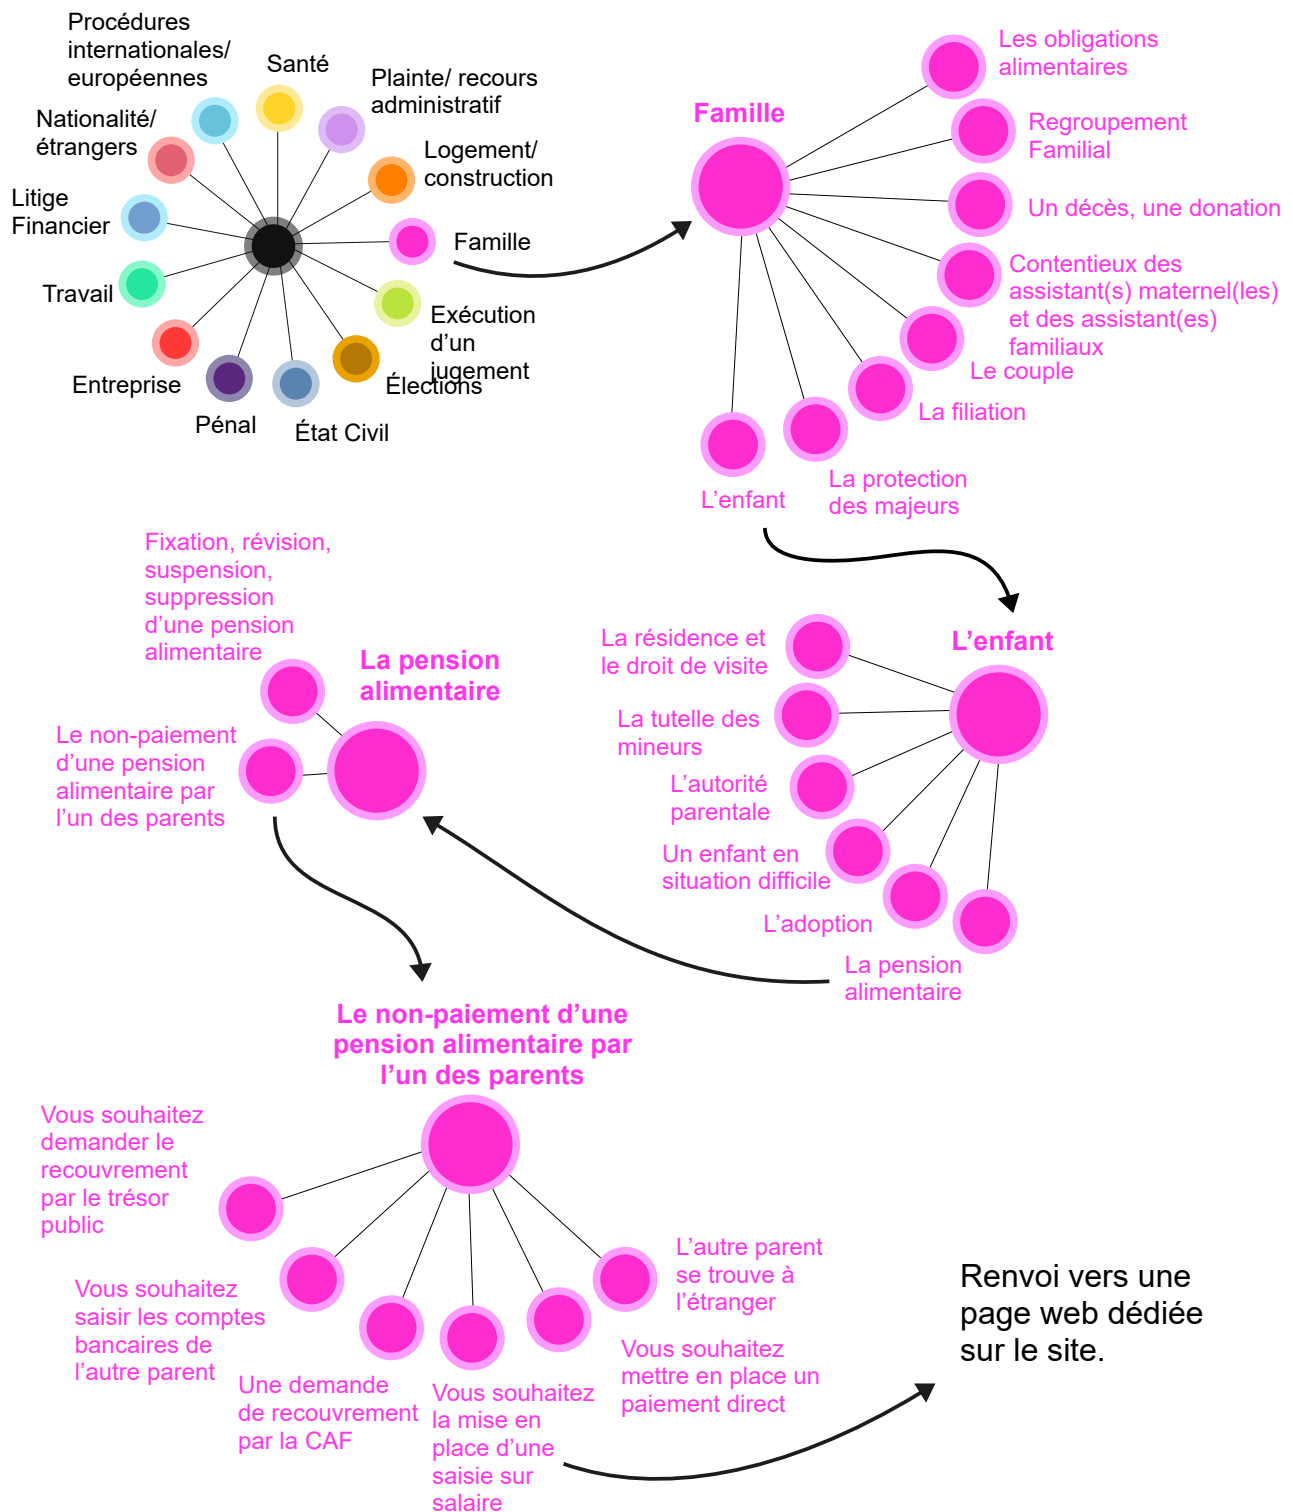 Procédures
internationales/
européennes
Santé
Plainte/ recours
administratif
Nationalité/
étrangers
Logement/
construction
Litige
Financier
Famille
Travail
Exécution
d’un
jugement
Entreprise
Élections
Pénal
État Civil
Famille
Les obligations
alimentaires
Regroupement
Familial
Un décès, une donation
Contentieux des
assistant(s) maternel(les)
et des assistant(es)
familiaux
Le couple
La filiation
La protection
des majeurs
L’enfant
L’enfant
La résidence et
le droit de visite
La tutelle des
mineurs
L’autorité
parentale
Un enfant en
situation difficile
L’adoption
La pension
alimentaire
La pension
alimentaire
Fixation, révision,
suspension,
suppression
d’une pension
alimentaire
Le non-paiement
d’une pension
alimentaire par
l’un des parents
Le non-paiement d’une
pension alimentaire par
l’un des parents
Vous souhaitez
demander le
recouvrement
par le trésor
public
Vous souhaitez
saisir les comptes
bancaires de
l’autre parent
Une demande
de recouvrement
par la CAF
Vous souhaitez
la mise en
place d’une
saisie sur
salaire
Vous souhaitez
mettre en place un
paiement direct
L’autre parent
se trouve à
l’étranger
Renvoi vers une
page web dédiée
sur le site.